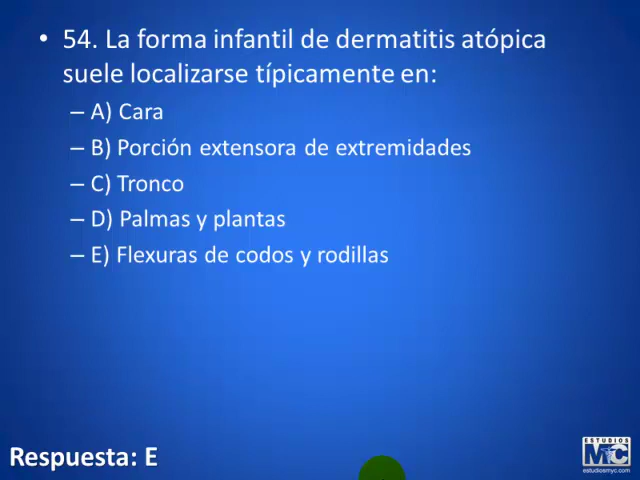 • 54. La forma infantil de dermatitis atópica
suele localizarse típicamente en:
– A) Cara
– B) Porción extensora de extremidades
– C) Tronco
– D) Palmas y plantas
– E) Flexuras de codos y rodillas
Respuesta: E
ESTUDIOS
MyC
estudiosmyc.com